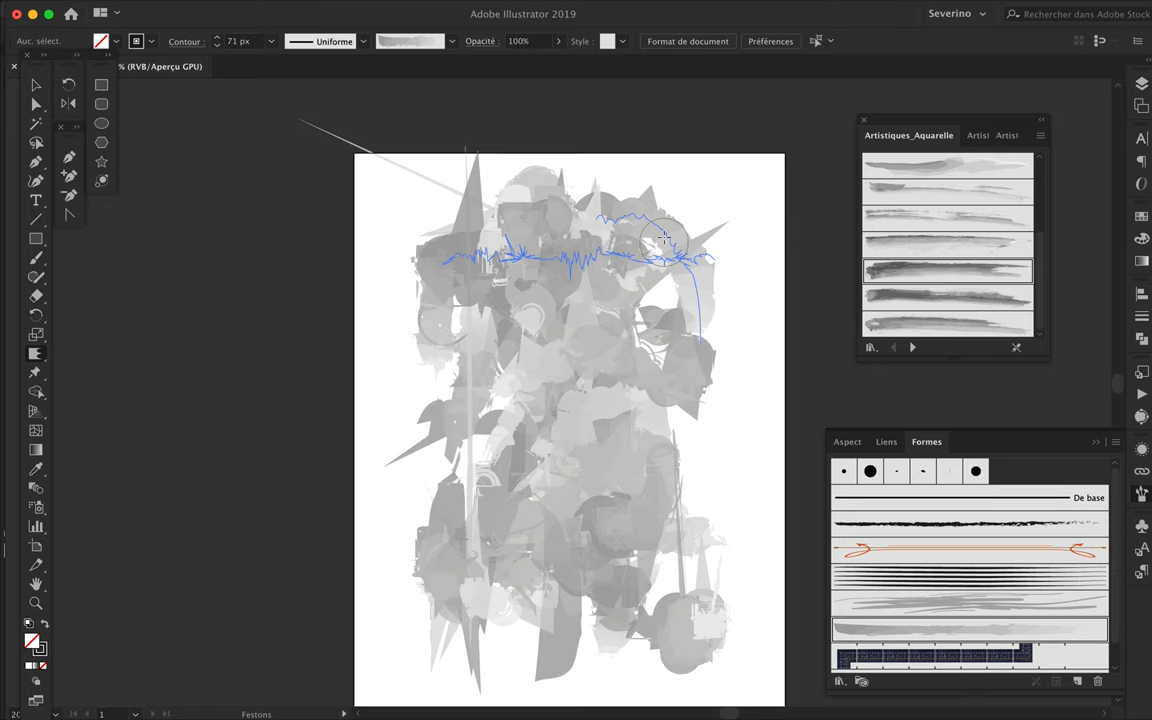 Adobe Illustrator 2019
Severino
Rechercher dans Adobe Stock
Auc. sélect.
Contour :
71 px
Uniforme
Opacité :
100%
Style :
Format de document
Préférences
% (RVB/Aperçu GPU)
Artistiques_Aquarelle
Artist
Artist
Aspect
Liens
Formes
De base
20
1
Festons